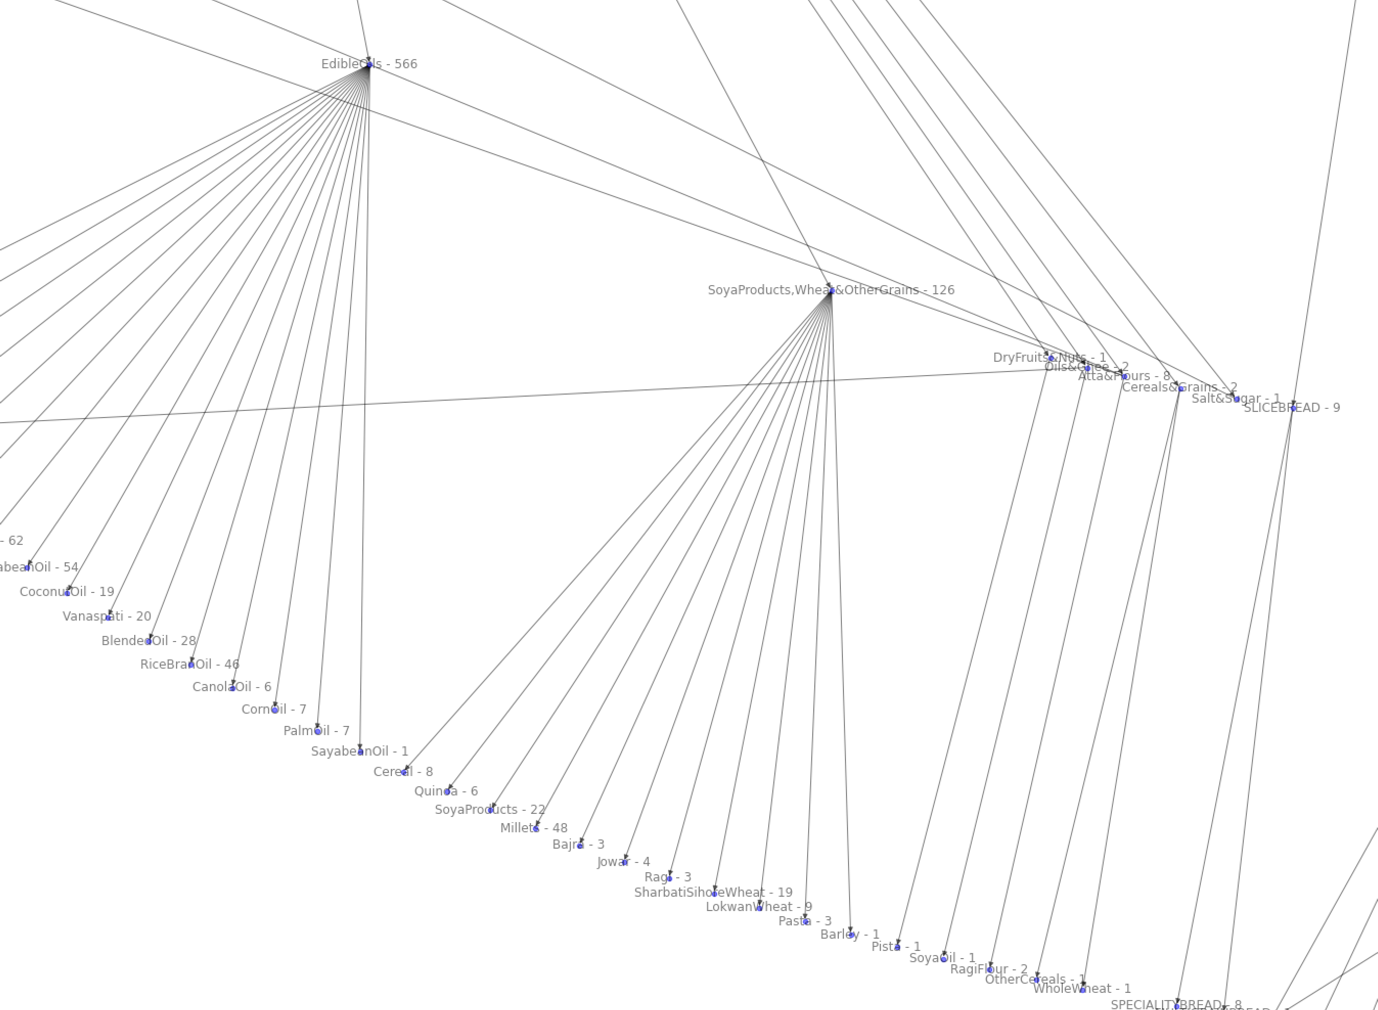 EdibleOils - 566
SoyaProducts,Wheat&OtherGrains - 126
DryFruits&Nuts - 1
Oils&Ghee - 2
Atta&Flours - 8
Cereals&Grains - 2
Salt&Sugar - 1
SLICEBREAD - 9
- 62
abeanOil - 54
CoconutOil - 19
Vanaspati - 20
BlendedOil - 28
RiceBranOil - 46
CanolaOil - 6
CornOil - 7
PalmOil - 7
SayabeanOil - 1
Cereal - 8
Quinoa - 6
SoyaProducts - 22
Millets - 48
Bajra - 3
Jowar - 4
Ragi - 3
SharbatiSihoreWheat - 19
LokwanWheat - 9
Pasta - 3
Barley - 1
Pista - 1
SoyaOil - 1
RagiFlour - 2
OtherCereals - 1
WholeWheat - 1
SPECIALITYBREAD - 8